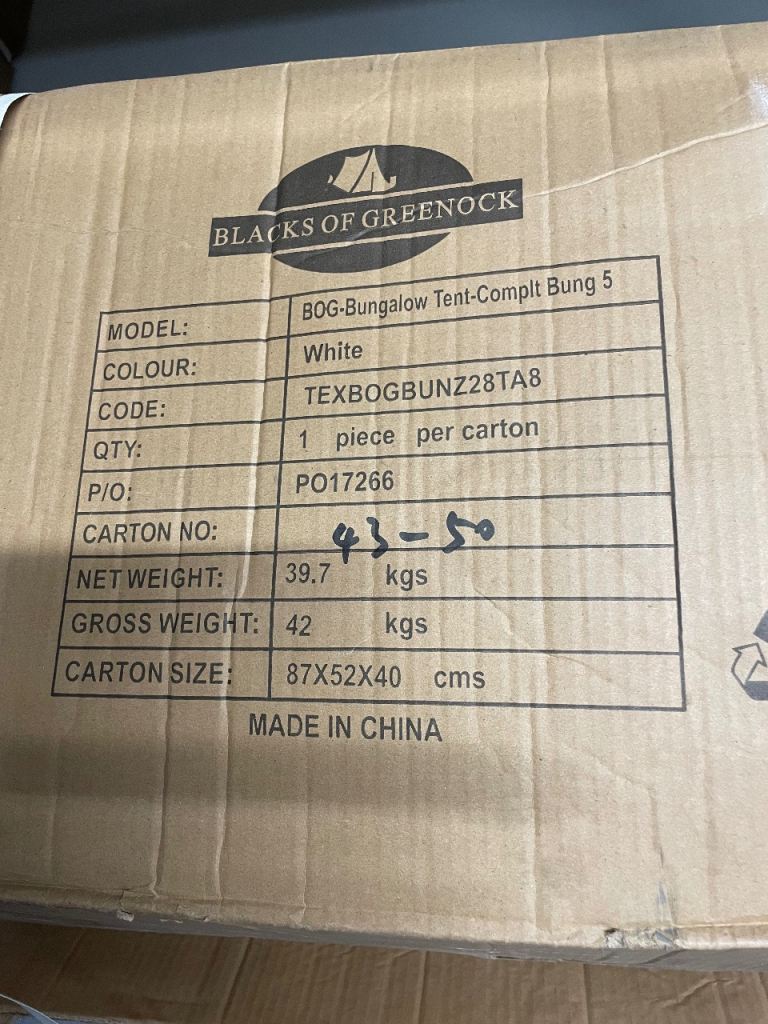 BLACKS OF GREENOCK
MODEL: BOG-Bungalow Tent-Complt Bung 5
COLOUR: White
CODE: TEXBOGBUNZ28TA8
QTY: 1 piece per carton
P/O: PO17266
CARTON NO: 43-50
NET WEIGHT: 39.7 kgs
GROSS WEIGHT: 42 kgs
CARTON SIZE: 87X52X40 cms
MADE IN CHINA